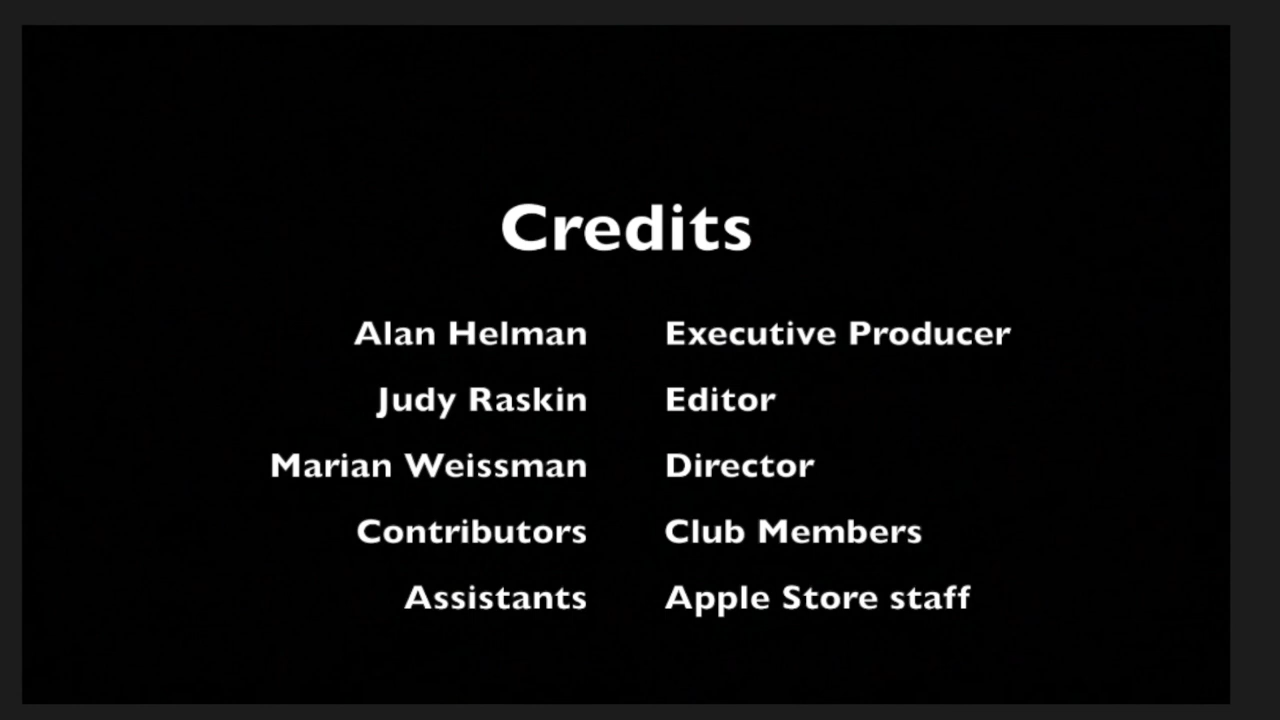 Credits
Alan Helman Executive Producer
Judy Raskin Editor
Marian Weissman Director
Contributors Club Members
Assistants Apple Store staff